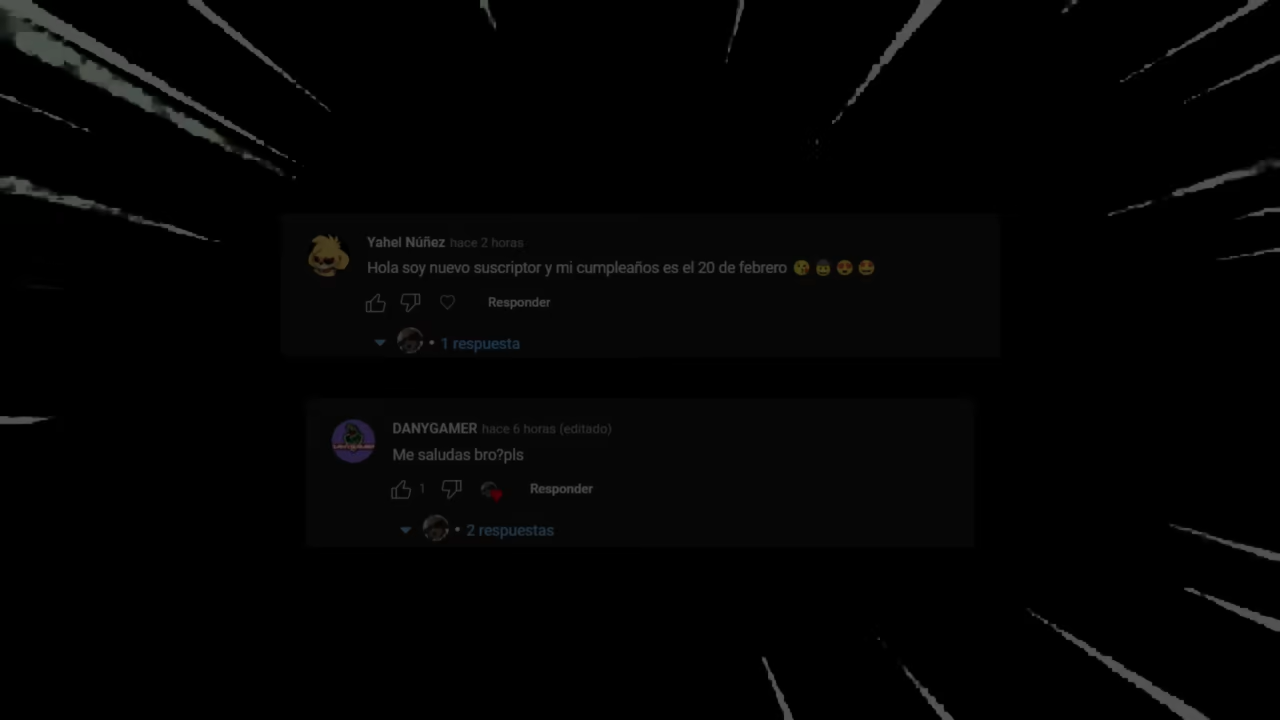 Yahel Núñez hace 2 horas
Hola soy nuevo suscriptor y mi cumpleaños es el 20 de febrero 😘 🤠 😍 🤩
Responder
• 1 respuesta
DANYGAMER hace 6 horas (editado)
Me saludas bro?pls
1 Responder
• 2 respuestas